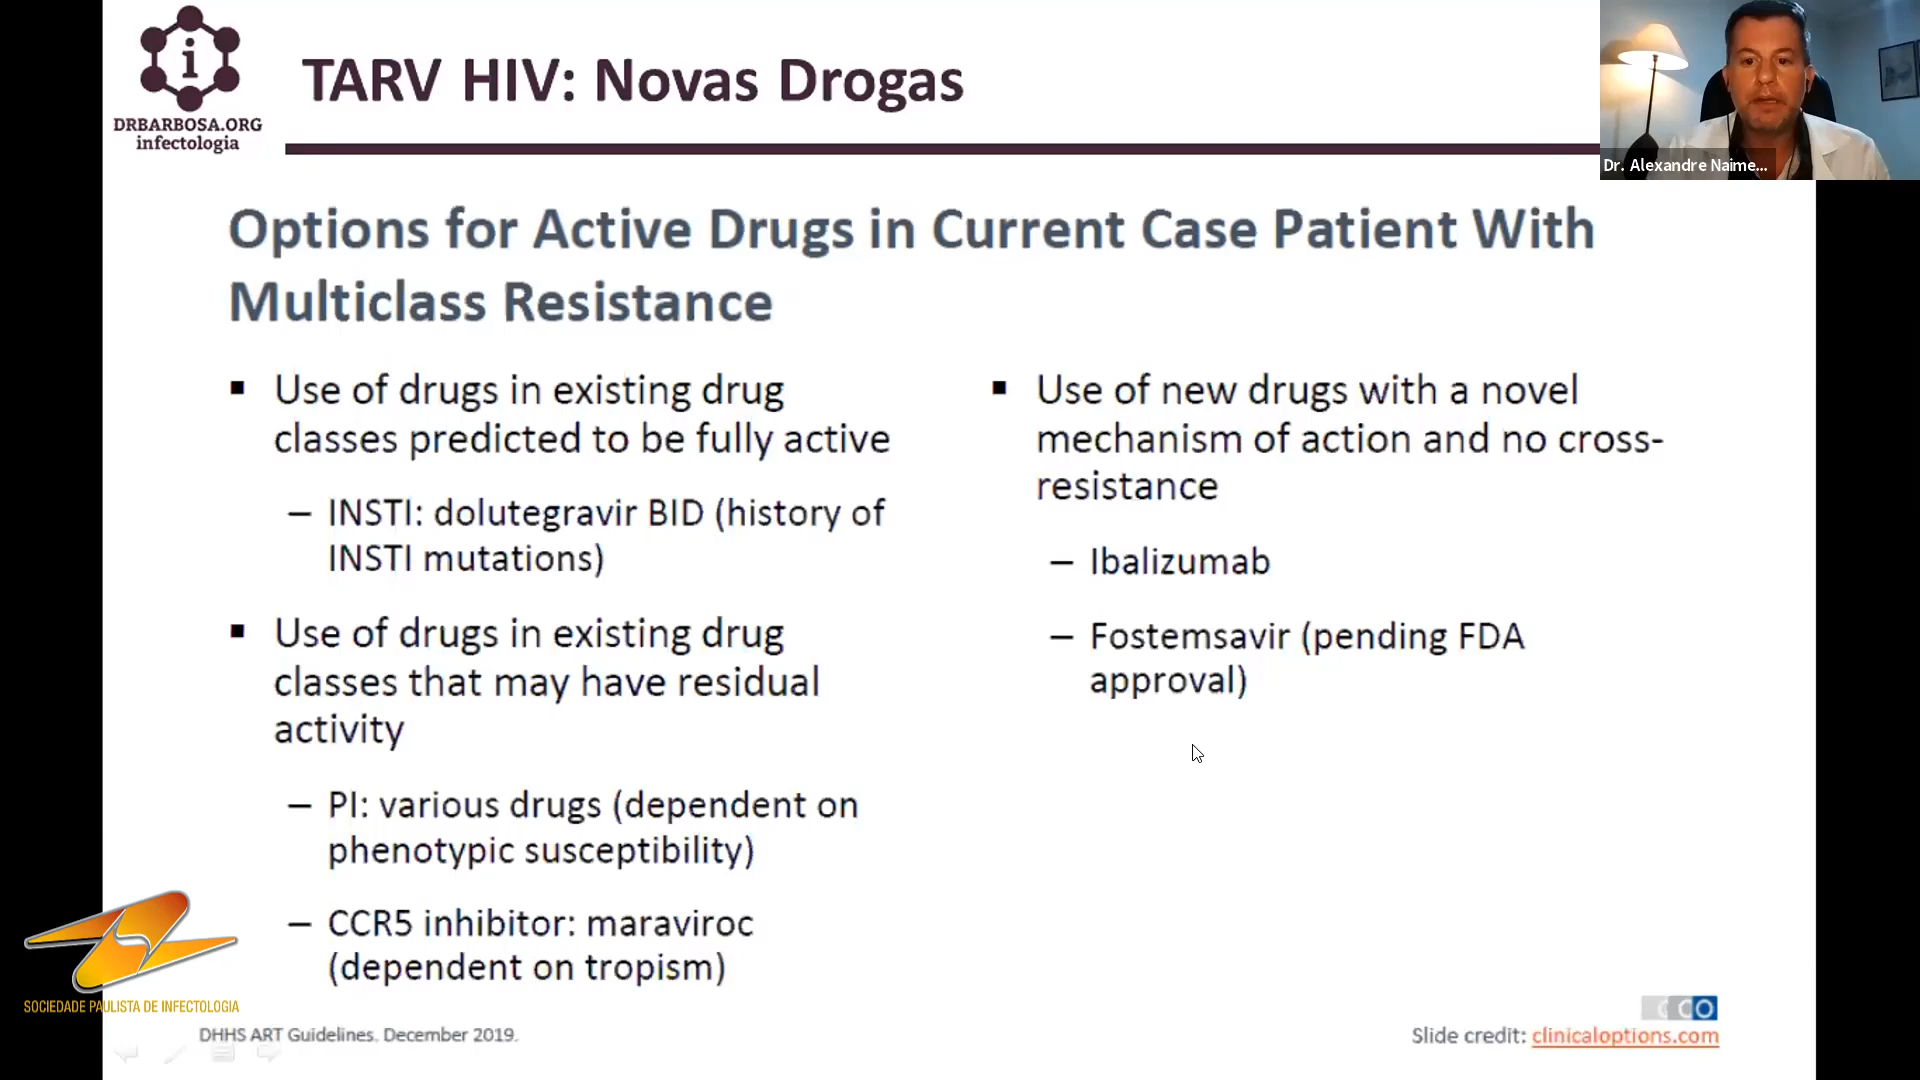 i
DRBARBOSA.ORG
infectologia
TARV HIV: Novas Drogas
Dr. Alexandre Naime...
Options for Active Drugs in Current Case Patient With
Multiclass Resistance
▪ Use of drugs in existing drug
classes predicted to be fully active
– INSTI: dolutegravir BID (history of
INSTI mutations)
▪ Use of drugs in existing drug
classes that may have residual
activity
– PI: various drugs (dependent on
phenotypic susceptibility)
– CCR5 inhibitor: maraviroc
(dependent on tropism)
▪ Use of new drugs with a novel
mechanism of action and no cross-
resistance
– Ibalizumab
– Fostemsavir (pending FDA
approval)
SOCIEDADE PAULISTA DE INFECTOLOGIA
DHHS ART Guidelines. December 2019.
CCO
Slide credit: clinicaloptions.com